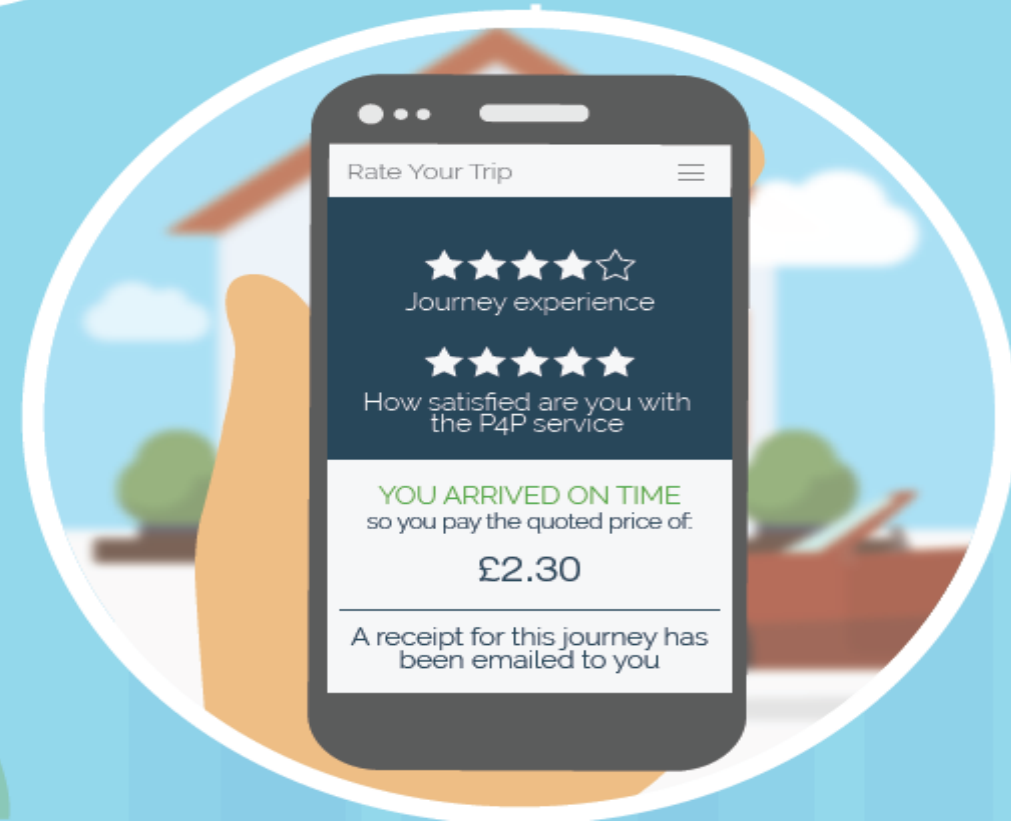 Rate Your Trip
Journey experience
How satisfied are you with
the P4P service
YOU ARRIVED ON TIME
so you pay the quoted price of:
£2.30
A receipt for this journey has
been emailed to you